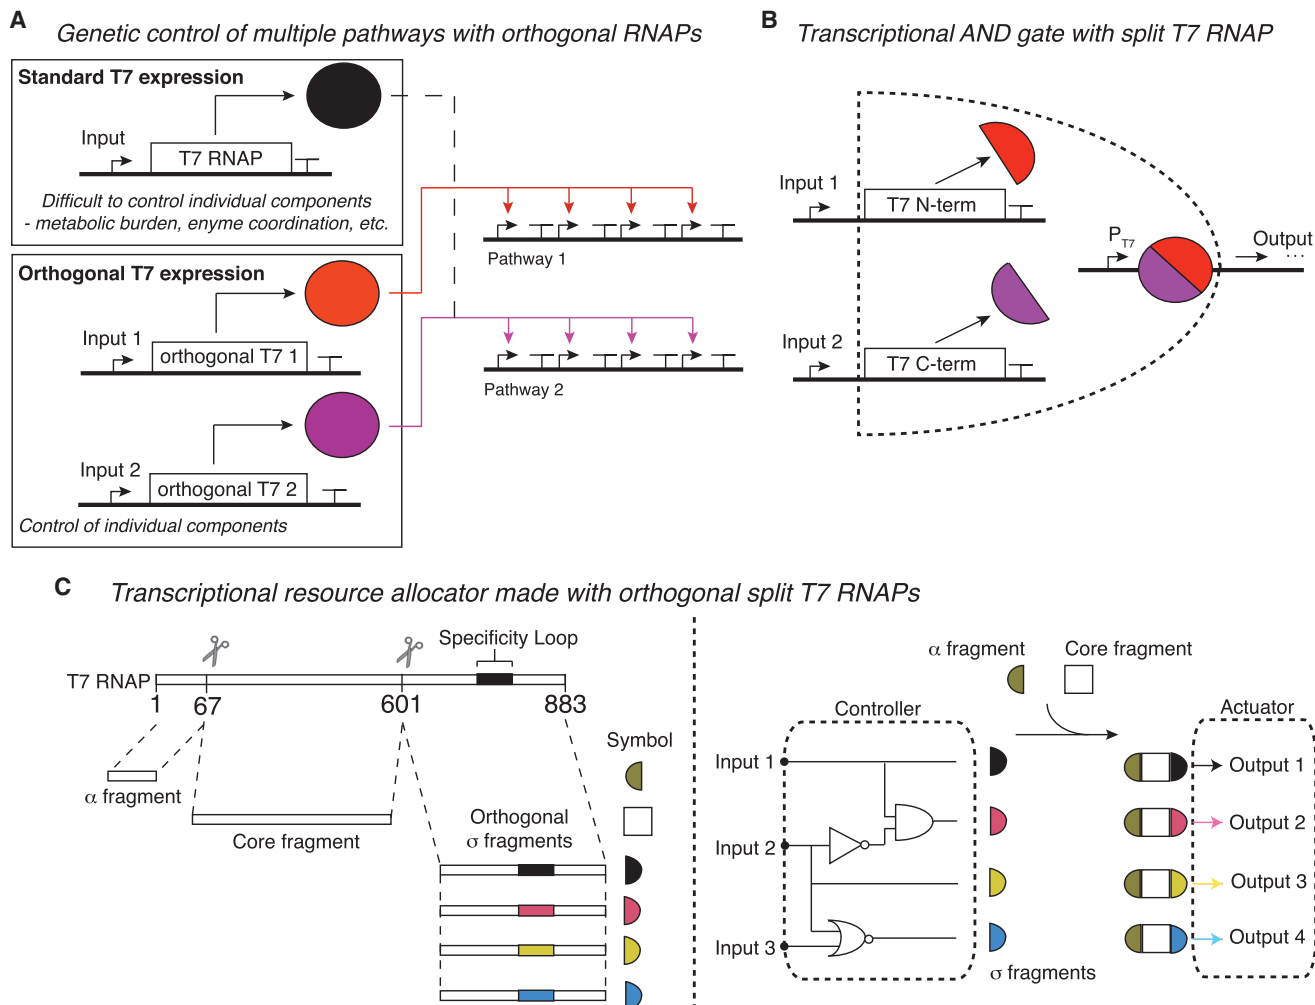 A
Genetic control of multiple pathways with orthogonal RNAPs
Standard T7 expression
Input
T7 RNAP
Difficult to control individual components
- metabolic burden, enyme coordination, etc.
Orthogonal T7 expression
Input 1
orthogonal T7 1
Input 2
orthogonal T7 2
Control of individual components
Pathway 1
Pathway 2
B
Transcriptional AND gate with split T7 RNAP
Input 1
T7 N-term
Input 2
T7 C-term
PT7
Output
...
C
Transcriptional resource allocator made with orthogonal split T7 RNAPs
Specificity Loop
T7 RNAP
1
67
601
883
α fragment
Core fragment
Orthogonal
σ fragments
Symbol
α fragment
Core fragment
Controller
Actuator
Input 1
Input 2
Input 3
σ fragments
Output 1
Output 2
Output 3
Output 4